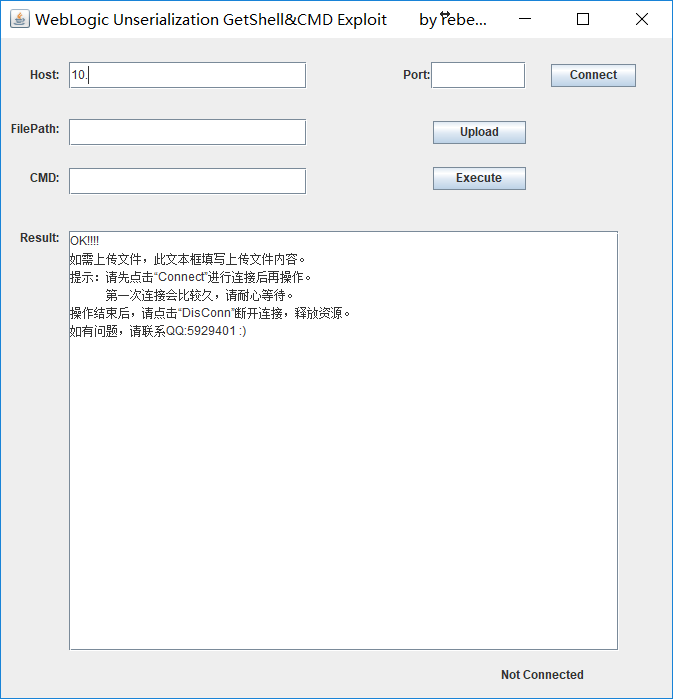 WebLogic Unserialization GetShell&CMD Exploit by rebe...
Host: 10. Port: Connect
FilePath: Upload
CMD: Execute
Result:
OK!!!!
如需上传文件，此文本框填写上传文件内容。
提示：请先点击“Connect”进行连接后再操作。
第一次连接会比较久，请耐心等待。
操作结束后，请点击“DisConn”断开连接，释放资源。
如有问题，请联系QQ:5929401 :)
Not Connected